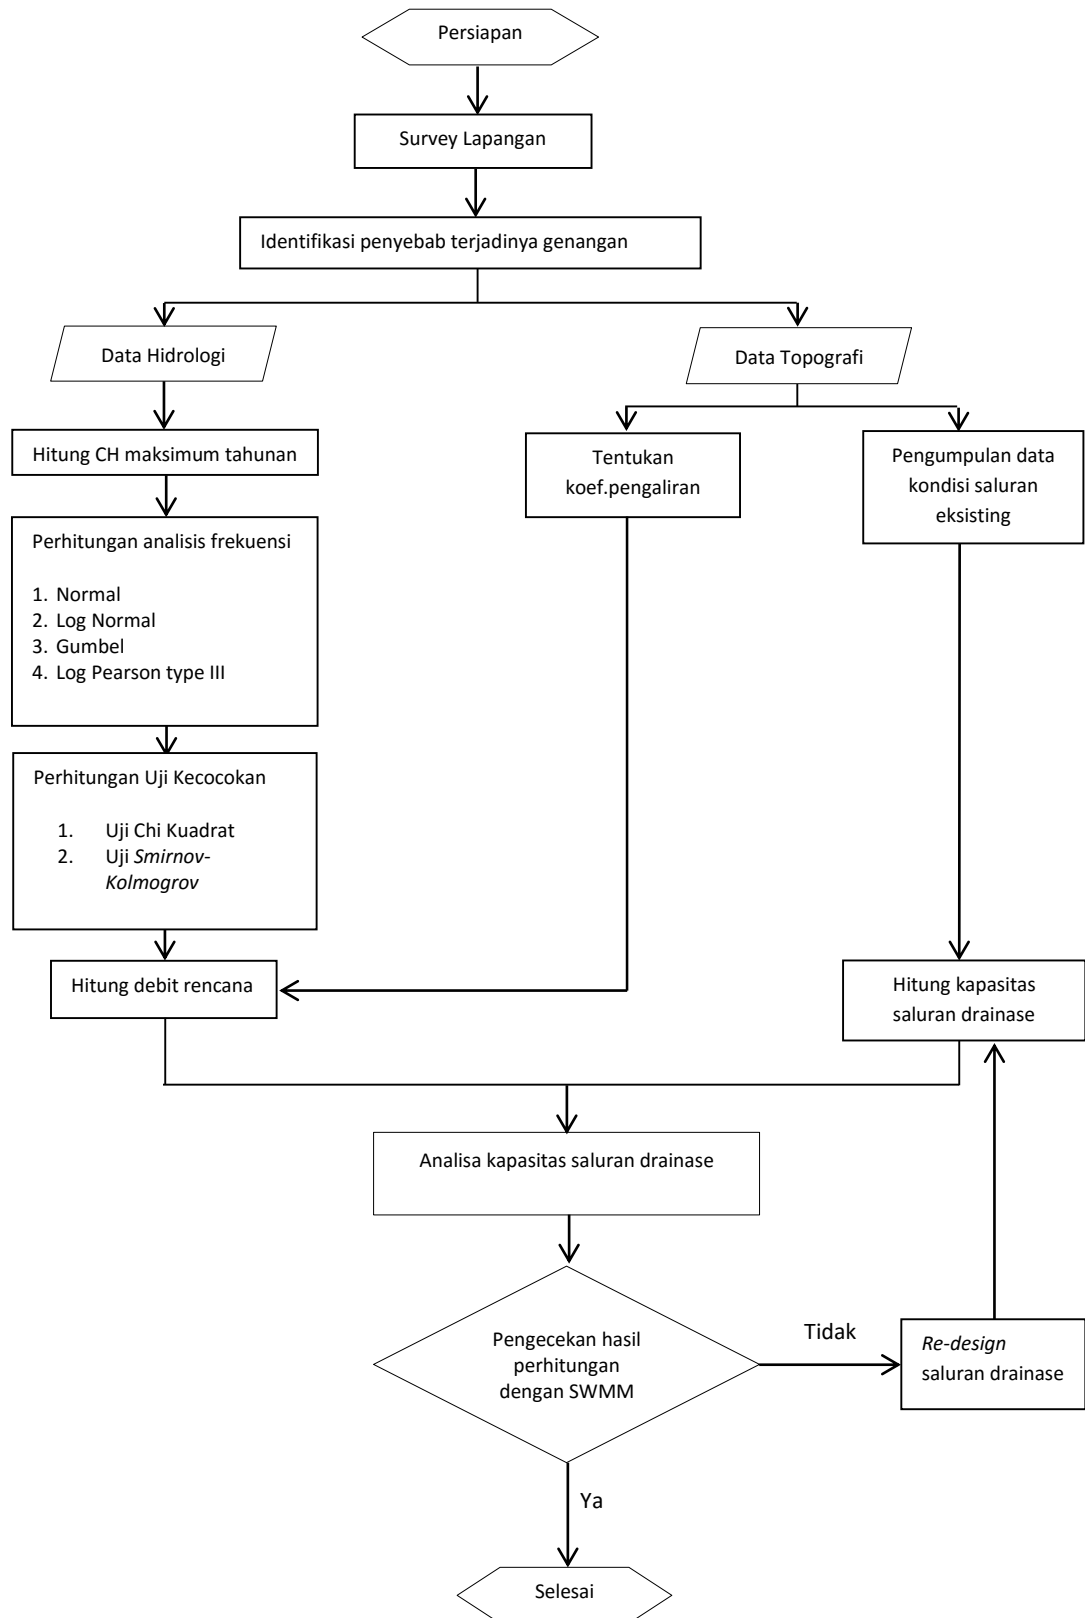 Persiapan
Survey Lapangan
Identifikasi penyebab terjadinya genangan
Data Hidrologi
Data Topografi
Hitung CH maksimum tahunan
Tentukan
koef.pengaliran
Pengumpulan data
kondisi saluran
eksisting
Perhitungan analisis frekuensi
1. Normal
2. Log Normal
3. Gumbel
4. Log Pearson type III
Perhitungan Uji Kecocokan
1. Uji Chi Kuadrat
2. Uji Smirnov-
Kolmogrov
Hitung debit rencana
Hitung kapasitas
saluran drainase
Analisa kapasitas saluran drainase
Pengecekan hasil
perhitungan
dengan SWMM
Tidak
Re-design
saluran drainase
Ya
Selesai